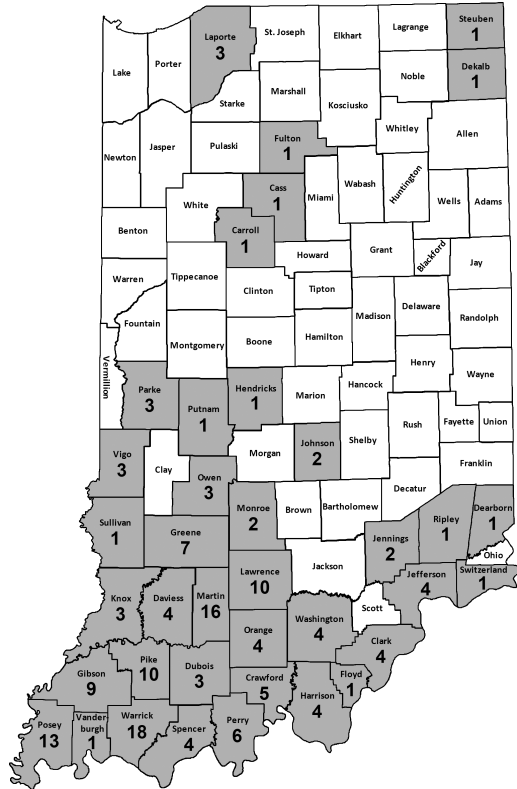 Steuben
1
Laporte
3
St. Joseph
Elkhart
Lagrange
Lake
Porter
Noble
Dekalb
1
Starke
Marshall
Kosciusko
Whitley
Allen
Newton
Jasper
Pulaski
Fulton
1
Miami
Wabash
Huntington
Wells
Adams
White
Cass
1
Carroll
1
Benton
Howard
Grant
Blackford
Jay
Warren
Tippecanoe
Clinton
Tipton
Madison
Delaware
Randolph
Fountain
Montgomery
Boone
Hamilton
Henry
Wayne
Vermillion
Parke
3
Putnam
1
Hendricks
1
Marion
Hancock
Rush
Fayette
Union
Vigo
3
Clay
Owen
3
Morgan
Johnson
2
Shelby
Franklin
Decatur
Sullivan
1
Greene
7
Monroe
2
Brown
Bartholomew
Jennings
2
Ripley
1
Dearborn
1
Ohio
Switzerland
1
Jefferson
4
Jackson
Lawrence
10
Knox
3
Daviess
4
Martin
16
Orange
4
Washington
4
Scott
Clark
4
Gibson
9
Pike
10
Dubois
3
Crawford
5
Harrison
4
Floyd
1
Posey
13
Vander
burgh
1
Warrick
18
Spencer
4
Perry
6